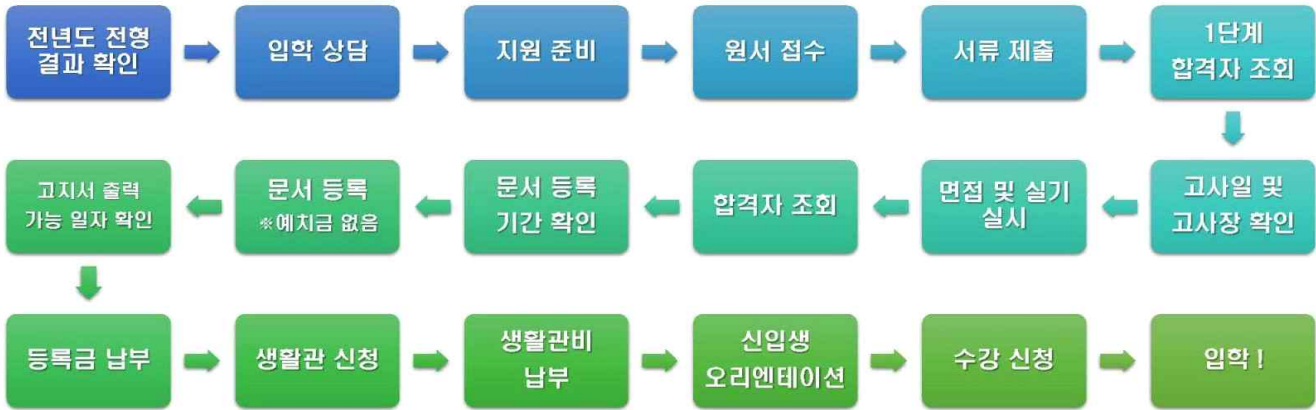 전년도 전형
결과 확인
입학 상담
지원 준비
원서 접수
서류 제출
1단계
합격자 조회
고사일 및
고사장 확인
면접 및 실기
실시
합격자 조회
문서 등록
기간 확인
문서 등록
※예치금 없음
고지서 출력
가능 일자 확인
등록금 납부
생활관 신청
생활관비
납부
신입생
오리엔테이션
수강 신청
입학 !